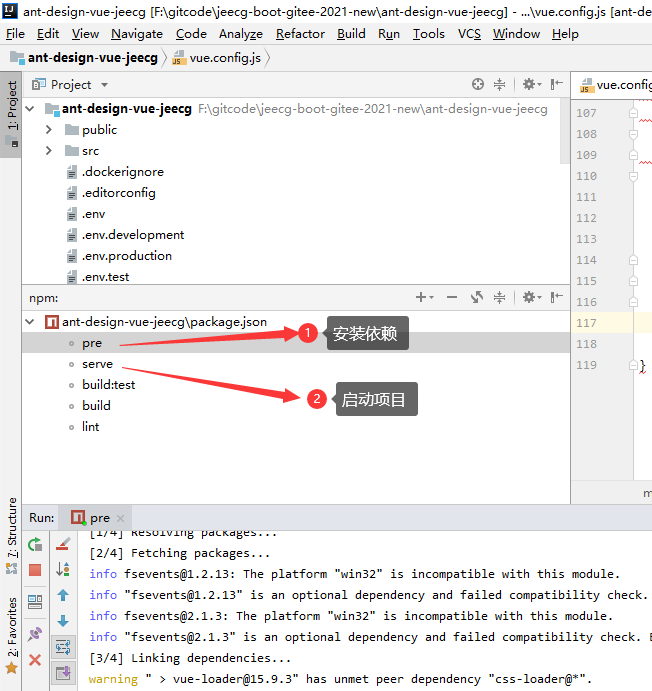 ant-design-vue-jeecg [F:\gitcode\jeecg-boot-gitee-2021-new\ant-design-vue-jeecg] - ...\vue.config.js [ant-de
File Edit View Navigate Code Analyze Refactor Build Run Tools VCS Window Help
ant-design-vue-jeecg vue.config.js
1: Project
Project
vue.config
ant-design-vue-jeecg F:\gitcode\jeecg-boot-gitee-2021-new\ant-design-vue-jeecg
public
src
.dockerignore
.editorconfig
.env
.env.development
.env.production
.env.test
107
108
109
110
111
112
113
114
115
116
117
118
119 }
npm:
ant-design-vue-jeecg\package.json
pre
1 安装依赖
serve
build:test
2 启动项目
build
lint
m
7: Structure
2: Favorites
Run: pre
[1/4] Resolving packages...
[2/4] Fetching packages...
info fsevents@1.2.13: The platform "win32" is incompatible with this module.
info "fsevents@1.2.13" is an optional dependency and failed compatibility check.
info fsevents@2.1.3: The platform "win32" is incompatible with this module.
info "fsevents@2.1.3" is an optional dependency and failed compatibility check. E
[3/4] Linking dependencies...
warning " > vue-loader@15.9.3" has unmet peer dependency "css-loader@*".